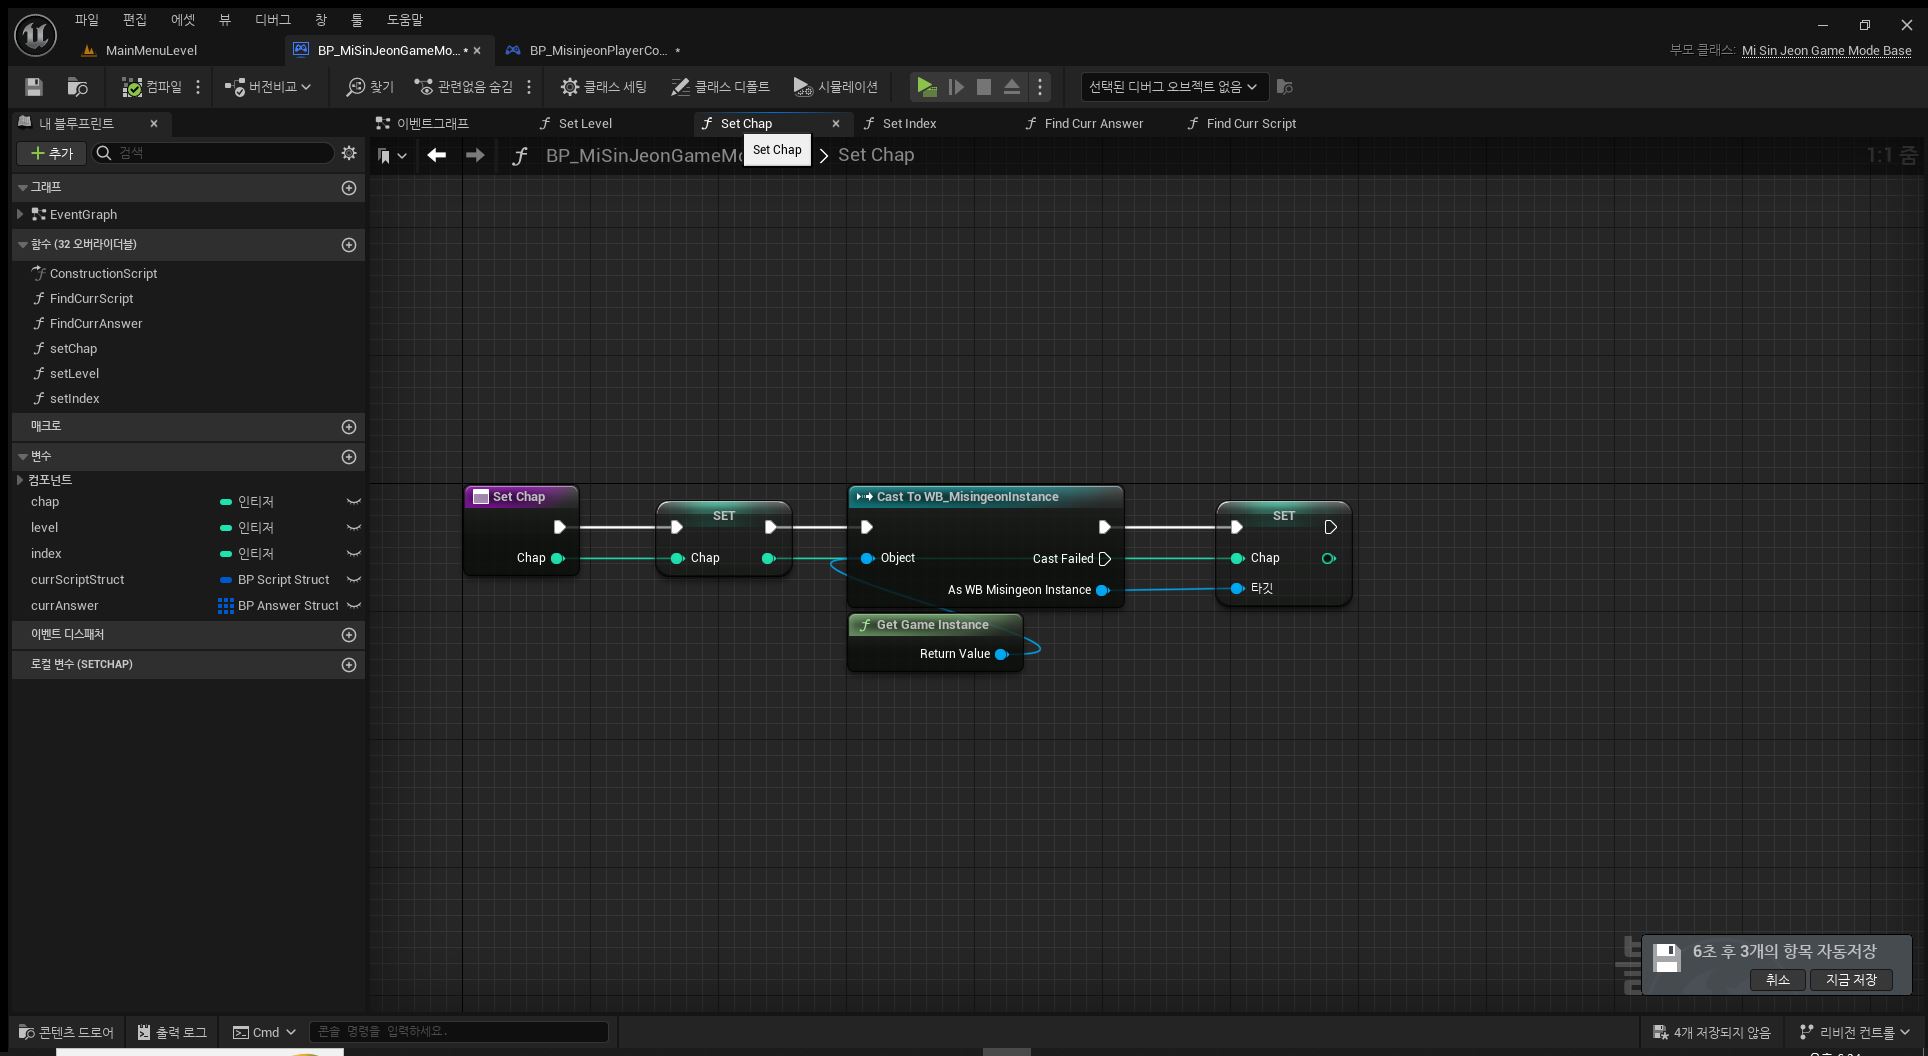 파일 편집 에셋 뷰 디버그 창 툴 도움말
MainMenuLevel
BP_MiSinJeonGameMo...*
BP_MisinjeonPlayerCo... *
부모 클래스: Mi Sin Jeon Game Mode Base
컴파일
버전비교
찾기
관련없음 숨김
클래스 세팅
클래스 디폴트
시뮬레이션
선택된 디버그 오브젝트 없음
내 블루프린트
이벤트그래프
Set Level
Set Chap
Set Index
Find Curr Answer
Find Curr Script
추가
검색
BP_MiSinJeonGameMo
Set Chap
> Set Chap
1:1 줌
그래프
EventGraph
함수 (32 오버라이더블)
ConstructionScript
FindCurrScript
FindCurrAnswer
setChap
setLevel
setIndex
매크로
변수
컴포넌트
chap 인티저
level 인티저
index 인티저
currScriptStruct BP Script Struct
currAnswer BP Answer Struct
이벤트 디스패처
로컬 변수 (SETCHAP)
Set Chap
Chap
SET
Chap
Cast To WB_MisingeonInstance
Object
Cast Failed
As WB Misingeon Instance
SET
Chap
타깃
Get Game Instance
Return Value
6초 후 3개의 항목 자동저장
취소
지금 저장
콘텐츠 드로어
출력 로그
Cmd
콘솔 명령을 입력하세요.
4개 저장되지 않음
리비전 컨트롤